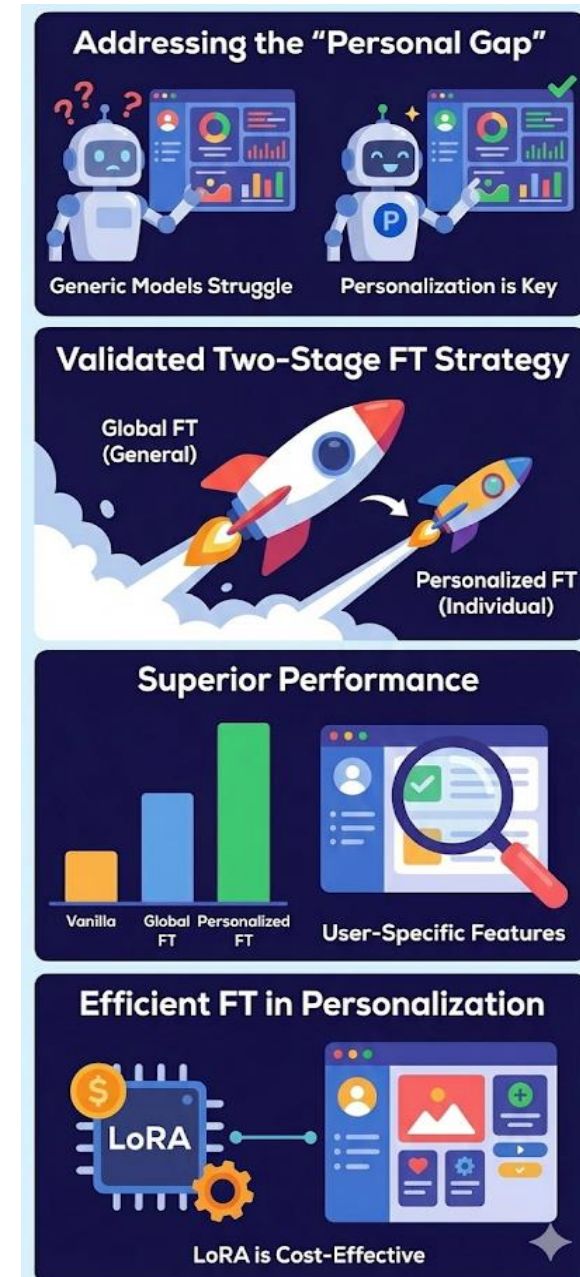 Addressing the “Personal Gap”
? ? ?
P
Generic Models Struggle
Personalization is Key
Validated Two-Stage FT Strategy
Global FT
(General)
Personalized FT
(Individual)
Superior Performance
Vanilla
Global
FT
Personalized
FT
User-Specific Features
Efficient FT in Personalization
$
LoRA
LoRA is Cost-Effective